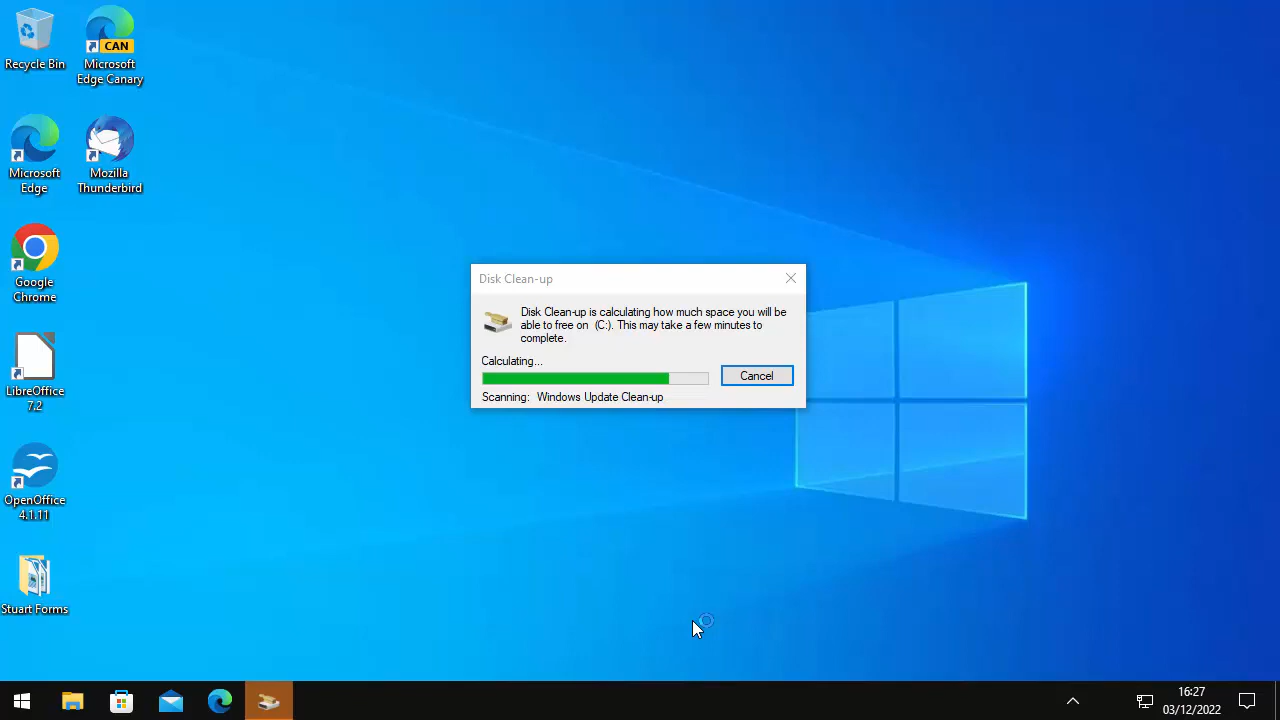 Recycle Bin
CAN
Microsoft
Edge Canary
Microsoft
Edge
Mozilla
Thunderbird
Google
Chrome
LibreOffice
7.2
OpenOffice
4.1.11
Stuart Forms
Disk Clean-up
Disk Clean-up is calculating how much space you will be
able to free on  (C:). This may take a few minutes to
complete.
Calculating...
Cancel
Scanning: Windows Update Clean-up
16:27
03/12/2022